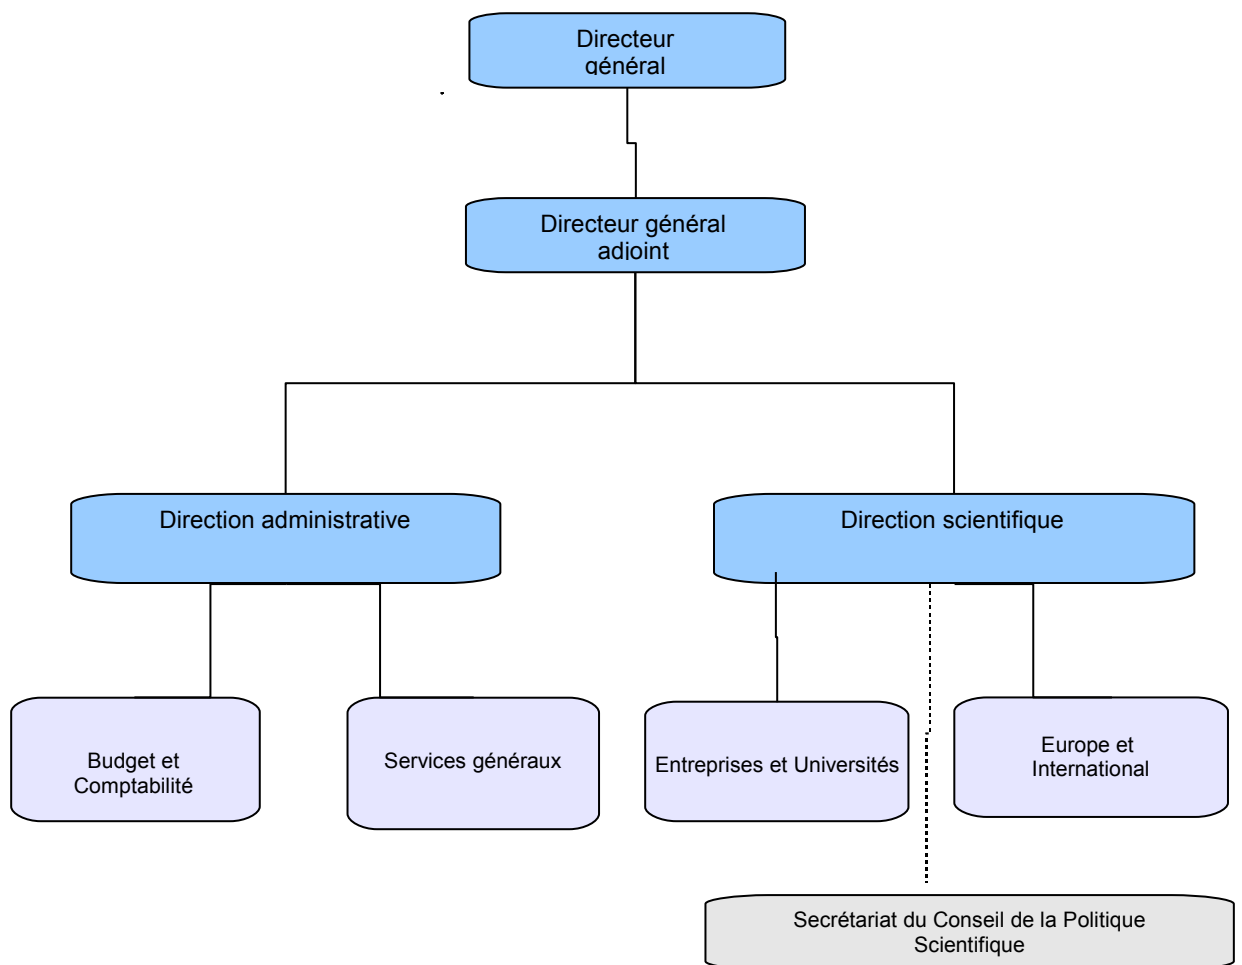 Directeur
général
Directeur général
adjoint
Direction administrative
Direction scientifique
Budget et
Comptabilité
Services généraux
Entreprises et Universités
Europe et
International
Secrétariat du Conseil de la Politique
Scientifique